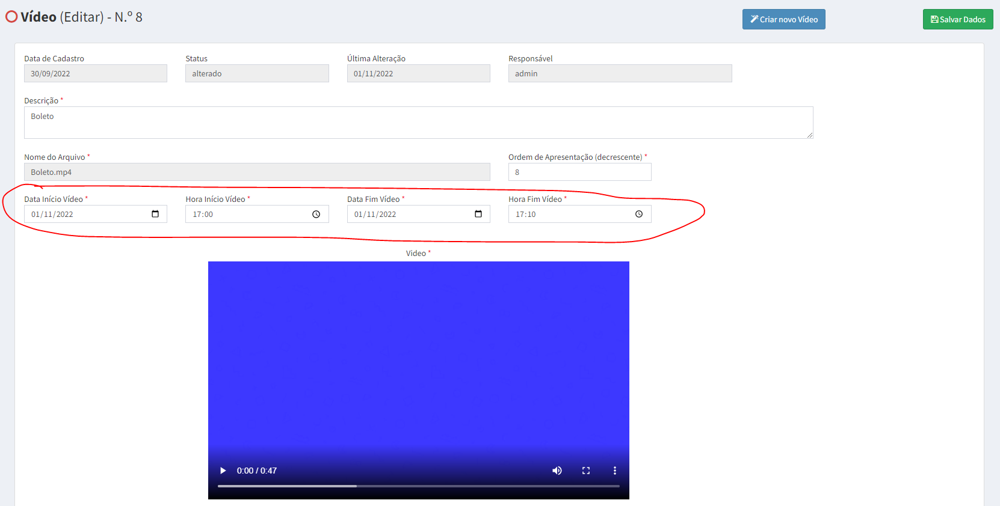 Vídeo (Editar) - N.º 8
Criar novo Vídeo
Salvar Dados
Data de Cadastro
Status
Última Alteração
Responsável
30/09/2022
alterado
01/11/2022
admin
Descrição *
Boleto
Nome do Arquivo *
Ordem de Apresentação (decrescente) *
Boleto.mp4
8
Data Início Vídeo *
Hora Início Vídeo *
Data Fim Vídeo *
Hora Fim Vídeo *
01/11/2022
17:00
01/11/2022
17:10
Video *
0:00 / 0:47